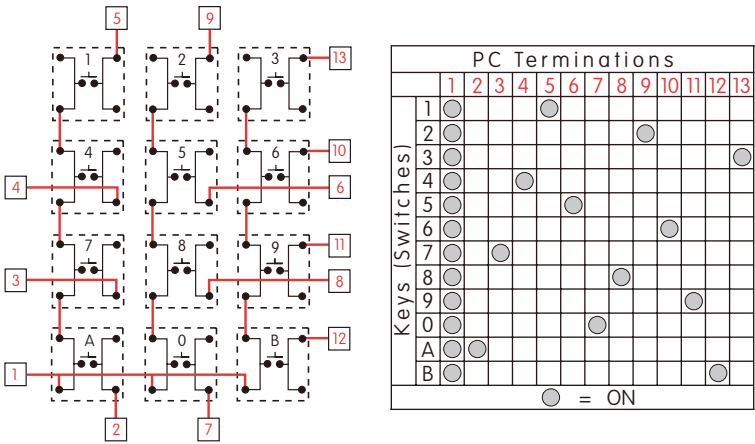 5 9
1 2 3 13
4 5 6 10
4 6
7 8 9 11
3 8
A 0 B 12
1
2 7
PC Terminations
1 2 3 4 5 6 7 8 9 10 11 12 13
Keys (Switches)
1
2
3
4
5
6
7
8
9
0
A
B
= ON